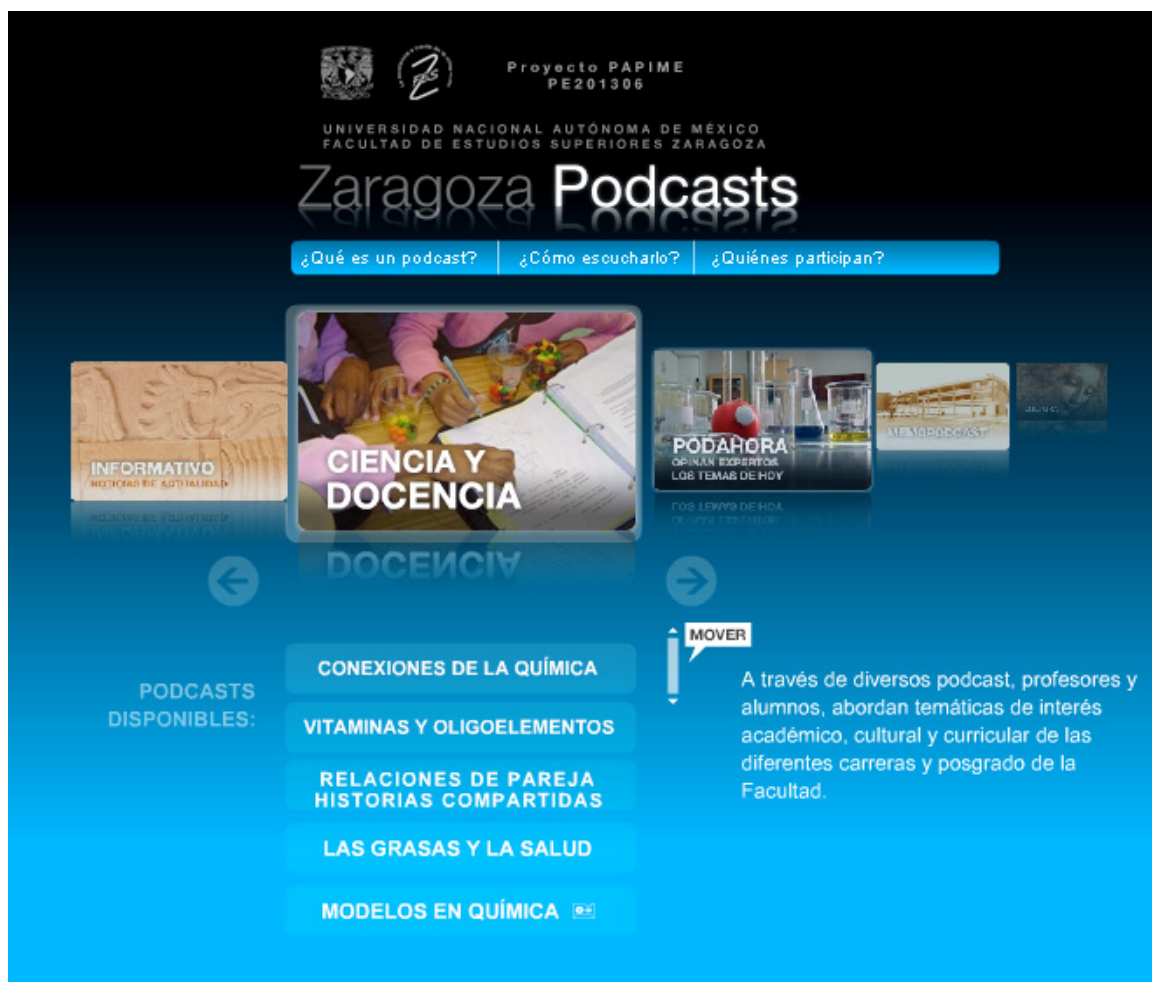 Proyecto PAPIME
PE201306
UNIVERSIDAD NACIONAL AUTÓNOMA DE MÉXICO
FACULTAD DE ESTUDIOS SUPERIORES ZARAGOZA
Zaragoza Podcasts
¿Qué es un podcast? ¿Cómo escucharlo? ¿Quiénes participan?
INFORMATIVO
NOTICIAS DE ACTUALIDAD
CIENCIA Y
DOCENCIA
PODAHORA
OPINAN EXPERTOS
LOS TEMAS DE HOY
MEMOPODCAST
MOVER
PODCASTS
DISPONIBLES:
CONEXIONES DE LA QUÍMICA
VITAMINAS Y OLIGOELEMENTOS
RELACIONES DE PAREJA
HISTORIAS COMPARTIDAS
LAS GRASAS Y LA SALUD
MODELOS EN QUÍMICA
A través de diversos podcast, profesores y
alumnos, abordan temáticas de interés
académico, cultural y curricular de las
diferentes carreras y posgrado de la
Facultad.